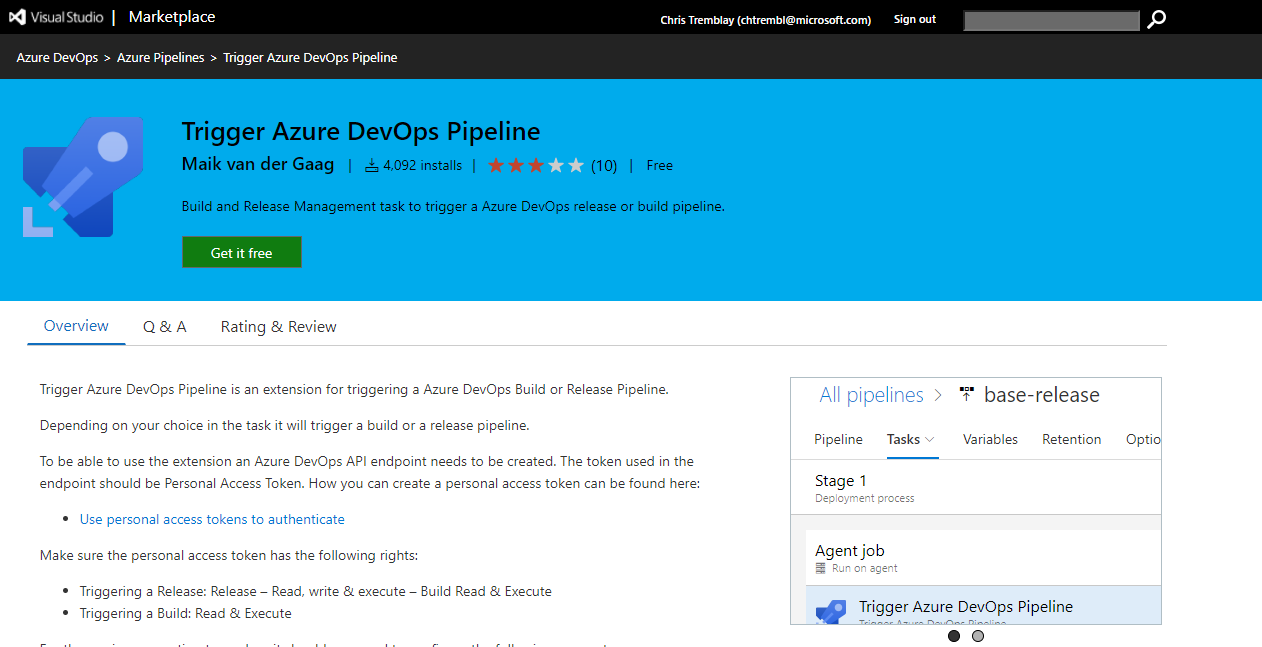 Visual Studio | Marketplace
Chris Tremblay (chtrembl@microsoft.com) Sign out
Azure DevOps > Azure Pipelines > Trigger Azure DevOps Pipeline
Trigger Azure DevOps Pipeline
Maik van der Gaag | 4,092 installs | (10) | Free
Build and Release Management task to trigger a Azure DevOps release or build pipeline.
Get it free
Overview Q & A Rating & Review
Trigger Azure DevOps Pipeline is an extension for triggering a Azure DevOps Build or Release Pipeline.
Depending on your choice in the task it will trigger a build or a release pipeline.
To be able to use the extension an Azure DevOps API endpoint needs to be created. The token used in the
endpoint should be Personal Access Token. How you can create a personal access token can be found here:
• Use personal access tokens to authenticate
Make sure the personal access token has the following rights:
• Triggering a Release: Release – Read, write & execute – Build Read & Execute
• Triggering a Build: Read & Execute
All pipelines > base-release
Pipeline Tasks Variables Retention Optio
Stage 1
Deployment process
Agent job
Run on agent
Trigger Azure DevOps Pipeline
Trigger Azure DevOps Pipeline